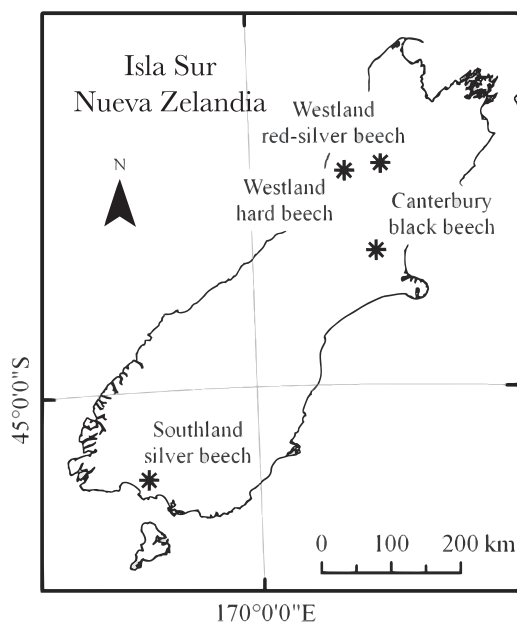 Isla Sur
Nueva Zelandia
Westland
red-silver beech
N
Westland
hard beech
Canterbury
black beech
45°0'0"S
Southland
silver beech
0 100 200 km
170°0'0"E